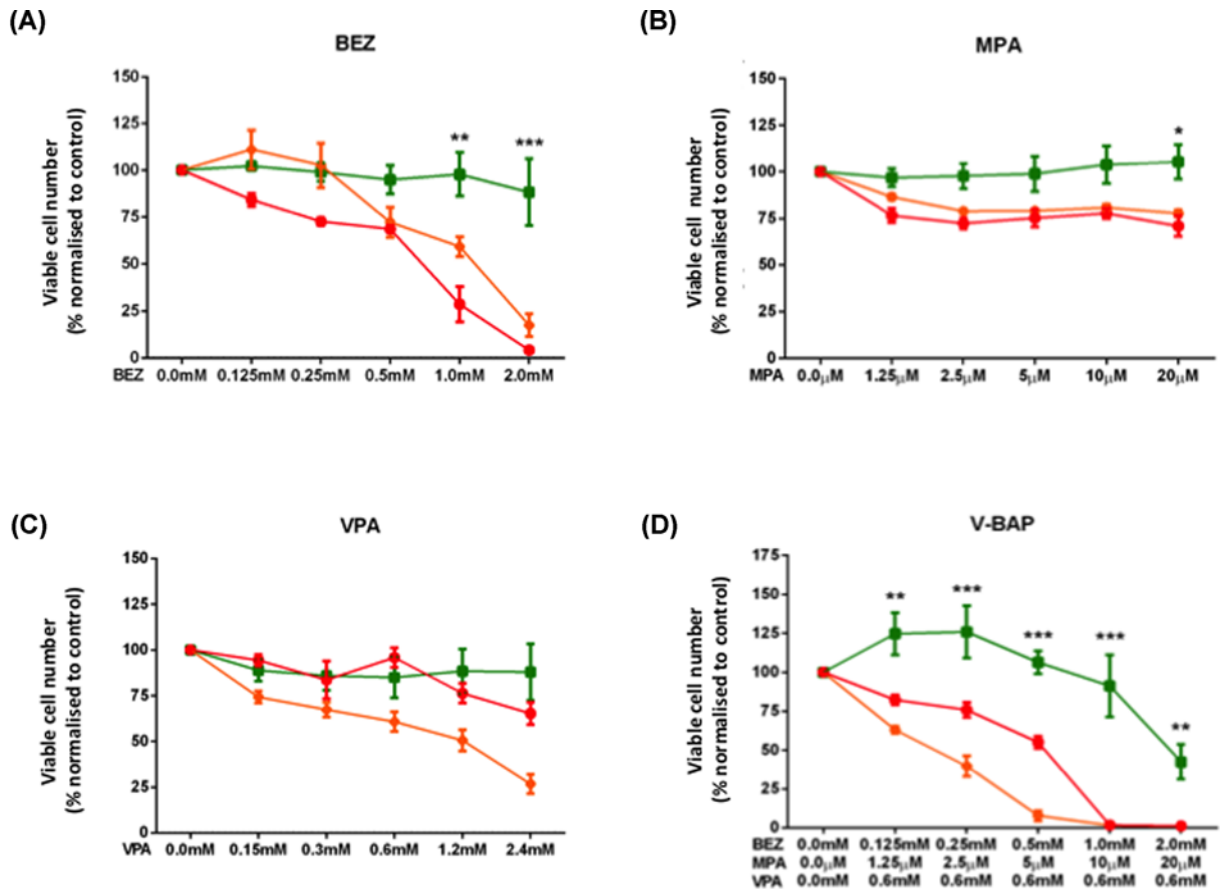 (A)
BEZ
Viable cell number
(% normalised to control)
150
125
100
75
50
25
0
** ***
BEZ 0.0mM 0.125mM 0.25mM 0.5mM 1.0mM 2.0mM
(B)
MPA
Viable cell number
(% normalised to control)
150
125
100
75
50
25
0
*
MPA 0.0μM 1.25μM 2.5μM 5μM 10μM 20μM
(C)
VPA
Viable cell number
(% normalised to control)
150
125
100
75
50
25
0
VPA 0.0mM 0.15mM 0.3mM 0.6mM 1.2mM 2.4mM
(D)
V-BAP
Viable cell number
(% normalised to control)
175
150
125
100
75
50
25
0
** *** *** *** **
BEZ 0.0mM 0.125mM 0.25mM 0.5mM 1.0mM 2.0mM
MPA 0.0μM 1.25μM 2.5μM 5μM 10μM 20μM
VPA 0.0mM 0.6mM 0.6mM 0.6mM 0.6mM 0.6mM